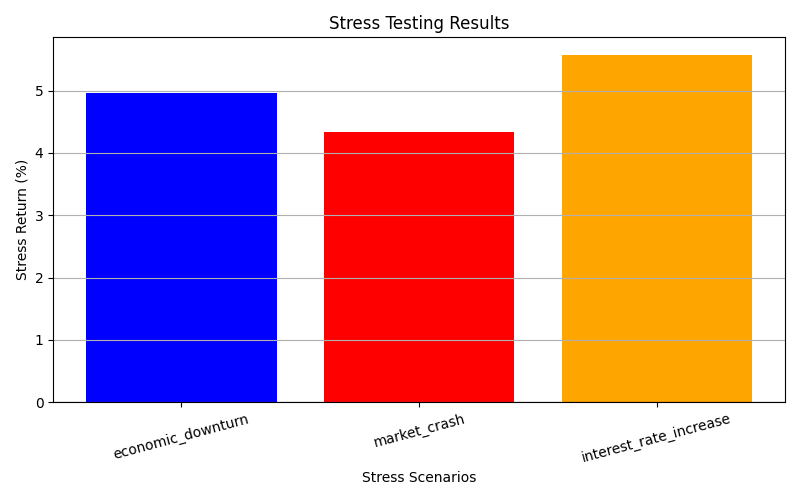 Stress Testing Results
Stress Return (%)
5
4
3
2
1
0
economic_downturn
market_crash
interest_rate_increase
Stress Scenarios